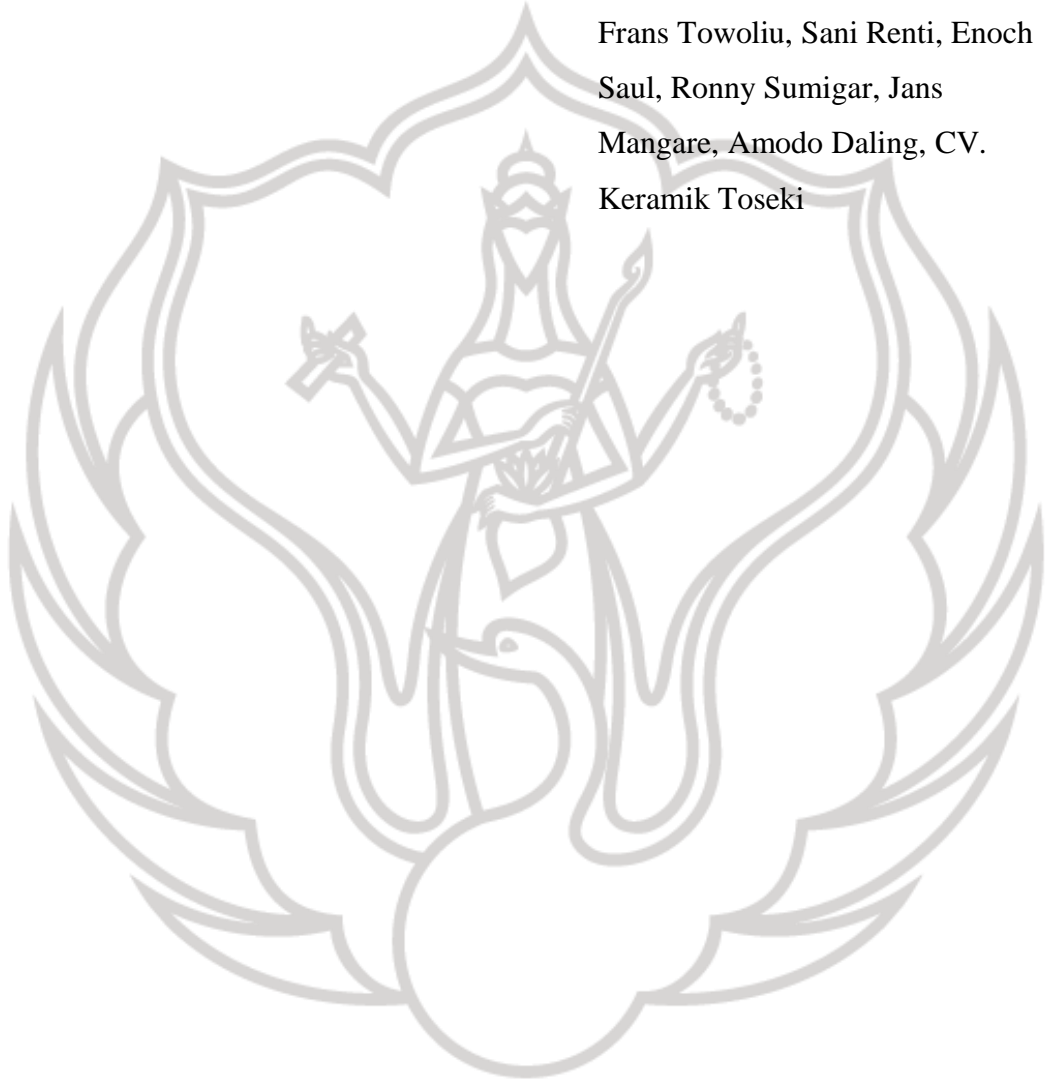 Frans Towoliu, Sani Renti, Enoch
Saul, Ronny Sumigar, Jans
Mangare, Amodo Daling, CV.
Keramik Toseki